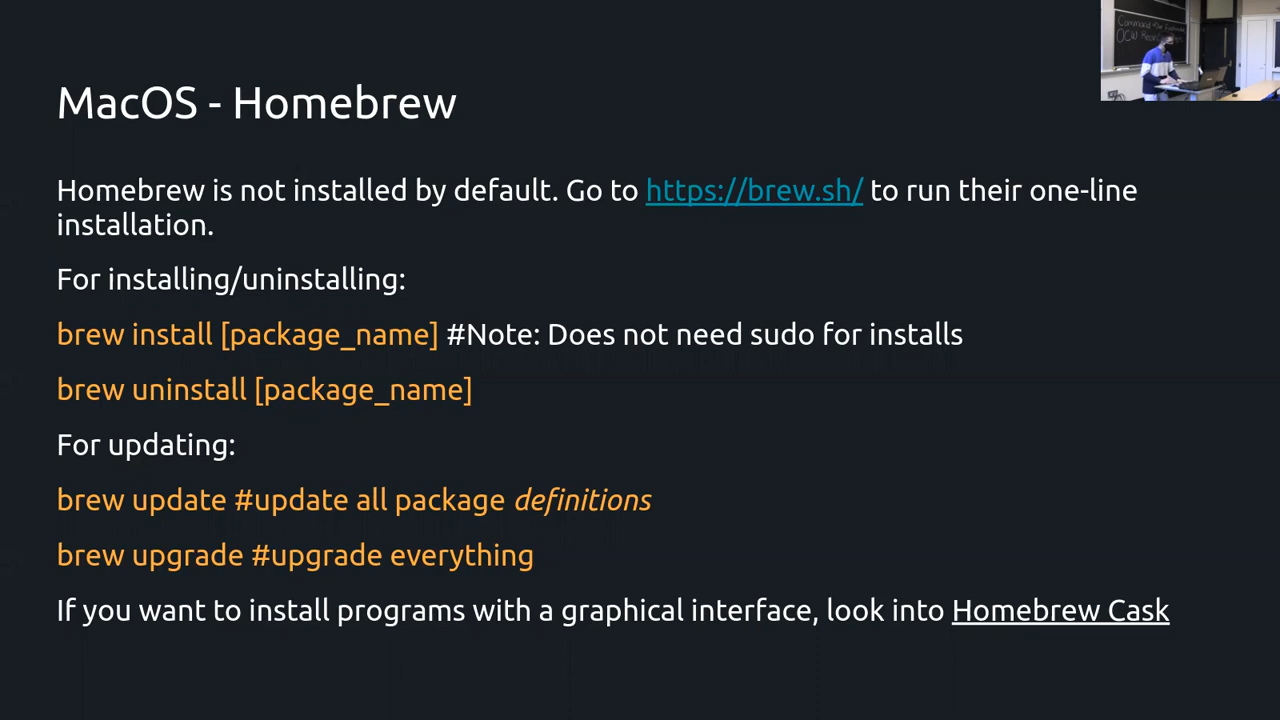 MacOS - Homebrew
Homebrew is not installed by default. Go to https://brew.sh/ to run their one-line
installation.
For installing/uninstalling:
brew install [package_name] #Note: Does not need sudo for installs
brew uninstall [package_name]
For updating:
brew update #update all package definitions
brew upgrade #upgrade everything
If you want to install programs with a graphical interface, look into Homebrew Cask